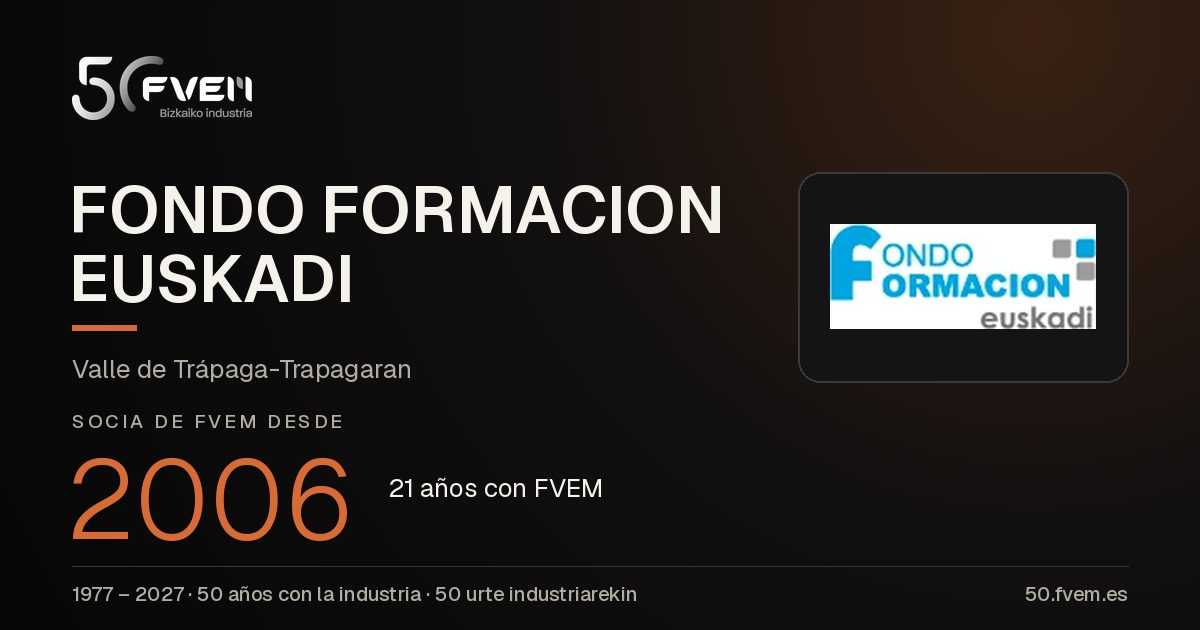 50 FVEM
Bizkaiko industria
FONDO FORMACION
EUSKADI
FONDO
FORMACION
euskadi
Valle de Trápaga-Trapagaran
SOCIA DE FVEM DESDE
2006
21 años con FVEM
1977 – 2027 · 50 años con la industria · 50 urte industriarekin
50.fvem.es